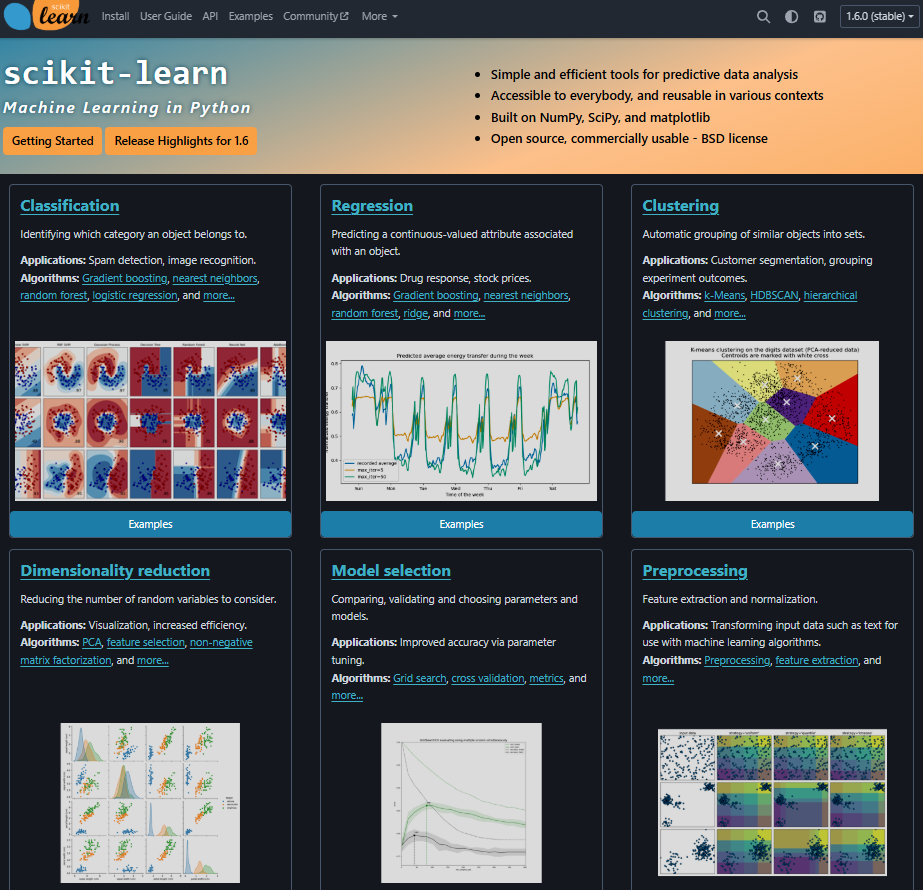 scikit
learn
Install User Guide API Examples Community More
1.6.0 (stable)
scikit-learn
Machine Learning in Python
Getting Started Release Highlights for 1.6
Simple and efficient tools for predictive data analysis
Accessible to everybody, and reusable in various contexts
Built on NumPy, SciPy, and matplotlib
Open source, commercially usable - BSD license
Classification
Identifying which category an object belongs to.
Applications: Spam detection, image recognition.
Algorithms: Gradient boosting, nearest neighbors,
random forest, logistic regression, and more...
Examples
Regression
Predicting a continuous-valued attribute associated
with an object.
Applications: Drug response, stock prices.
Algorithms: Gradient boosting, nearest neighbors,
random forest, ridge, and more...
Predicted average energy transfer during the week
0.8
0.7
0.6
0.5
0.4
recorded average
max_iter=5
max_iter=50
Sun Mon Tue Wed Thu Fri Sat
Time of the week
Examples
Clustering
Automatic grouping of similar objects into sets.
Applications: Customer segmentation, grouping
experiment outcomes.
Algorithms: k-Means, HDBSCAN, hierarchical
clustering, and more...
K-means clustering on the digits dataset (PCA-reduced data)
Centroids are marked with white cross
Examples
Dimensionality reduction
Reducing the number of random variables to consider.
Applications: Visualization, increased efficiency.
Algorithms: PCA, feature selection, non-negative
matrix factorization, and more...
Model selection
Comparing, validating and choosing parameters and
models.
Applications: Improved accuracy via parameter
tuning.
Algorithms: Grid search, cross validation, metrics, and
more...
Preprocessing
Feature extraction and normalization.
Applications: Transforming input data such as text for
use with machine learning algorithms.
Algorithms: Preprocessing, feature extraction, and
more...